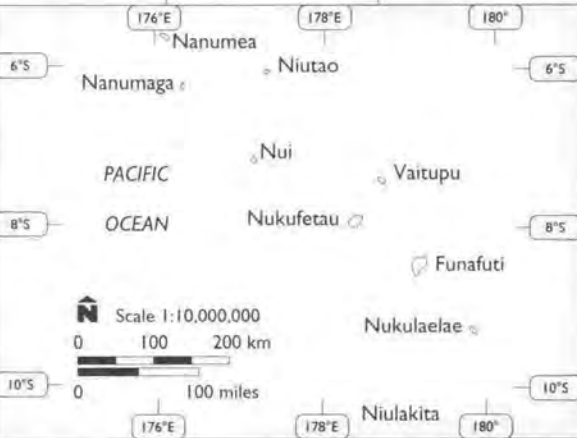 176°E 178°E 180°
Nanumea
6°S Niutao 6°S
Nanumaga
Nui
PACIFIC Vaitupu
8°S OCEAN Nukufetau 8°S
Funafuti
N Scale 1:10,000,000
0 100 200 km
Nukulaelae
10°S 0 100 miles 10°S
176°E 178°E Niulakita 180°